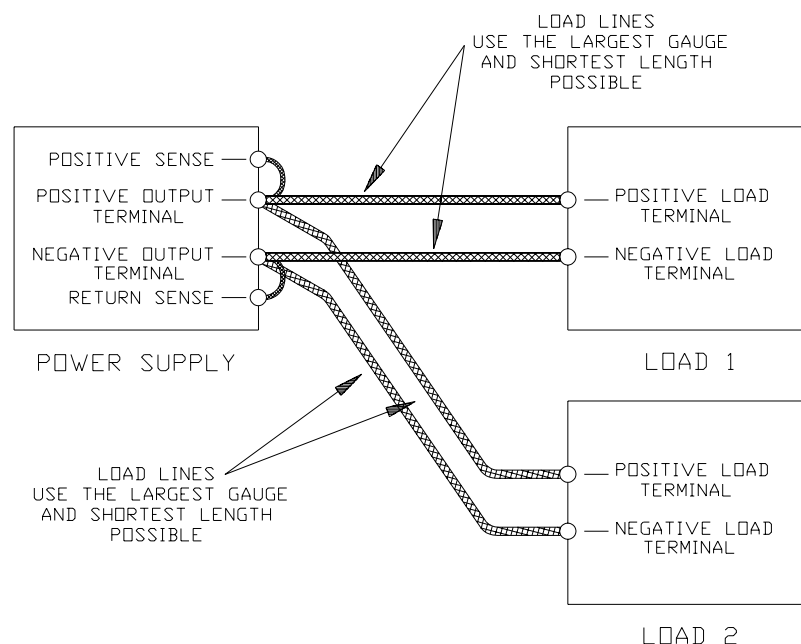 LOAD LINES
USE THE LARGEST GAUGE
AND SHORTEST LENGTH
POSSIBLE
POSITIVE SENSE
POSITIVE OUTPUT
TERMINAL
NEGATIVE OUTPUT
TERMINAL
RETURN SENSE
POWER SUPPLY
POSITIVE LOAD
TERMINAL
NEGATIVE LOAD
TERMINAL
LOAD 1
LOAD LINES
USE THE LARGEST GAUGE
AND SHORTEST LENGTH
POSSIBLE
POSITIVE LOAD
TERMINAL
NEGATIVE LOAD
TERMINAL
LOAD 2